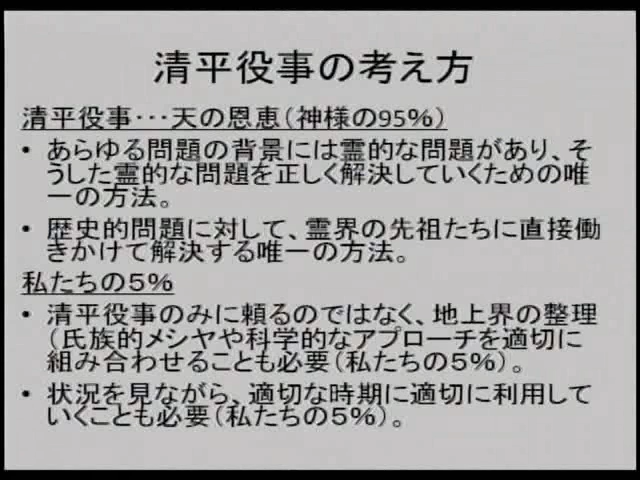 清平役事の考え方
清平役事･･･天の恩恵（神様の95%）
• あらゆる問題の背景には霊的な問題があり、そ
うした霊的な問題を正しく解決していくための唯
一の方法。
• 歴史的問題に対して、霊界の先祖たちに直接働
きかけて解決する唯一の方法。
私たちの５%
• 清平役事のみに頼るのではなく、地上界の整理
（氏族的メシヤや科学的なアプローチを適切に
組み合わせることも必要（私たちの５%）。
• 状況を見ながら、適切な時期に適切に利用して
いくことも必要（私たちの５%）。